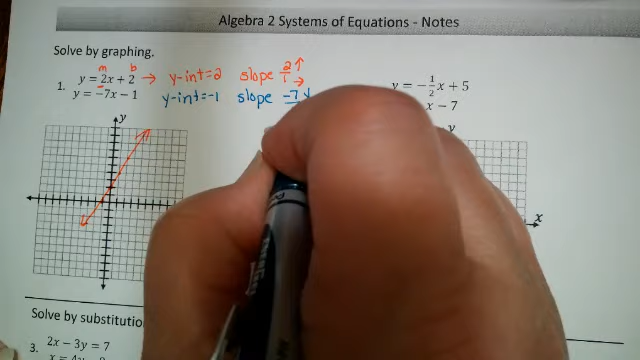 Algebra 2 Systems of Equations - Notes
Solve by graphing.
m b
1. y = 2x + 2 → y-int=2 slope 2/1 ↑ →
y = −7x − 1 y-int=-1 slope -7
y = −1/2x + 5
x − 7
y
y
x
Solve by substitutio
3. 2x − 3y = 7